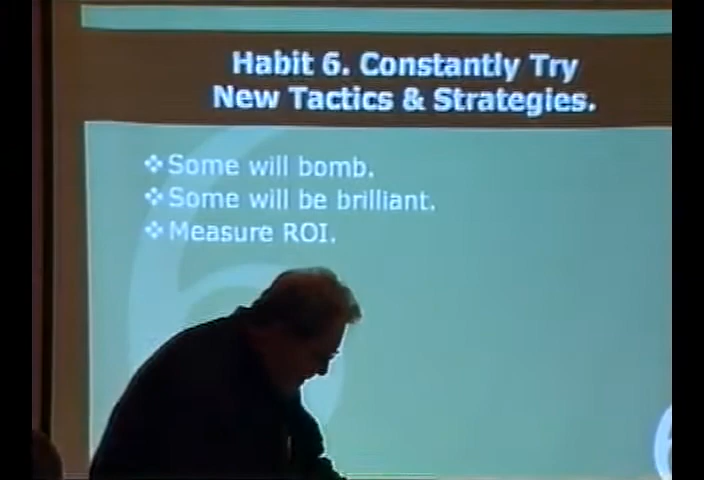 Habit 6. Constantly Try
New Tactics & Strategies.
❖Some will bomb.
❖Some will be brilliant.
❖Measure ROI.